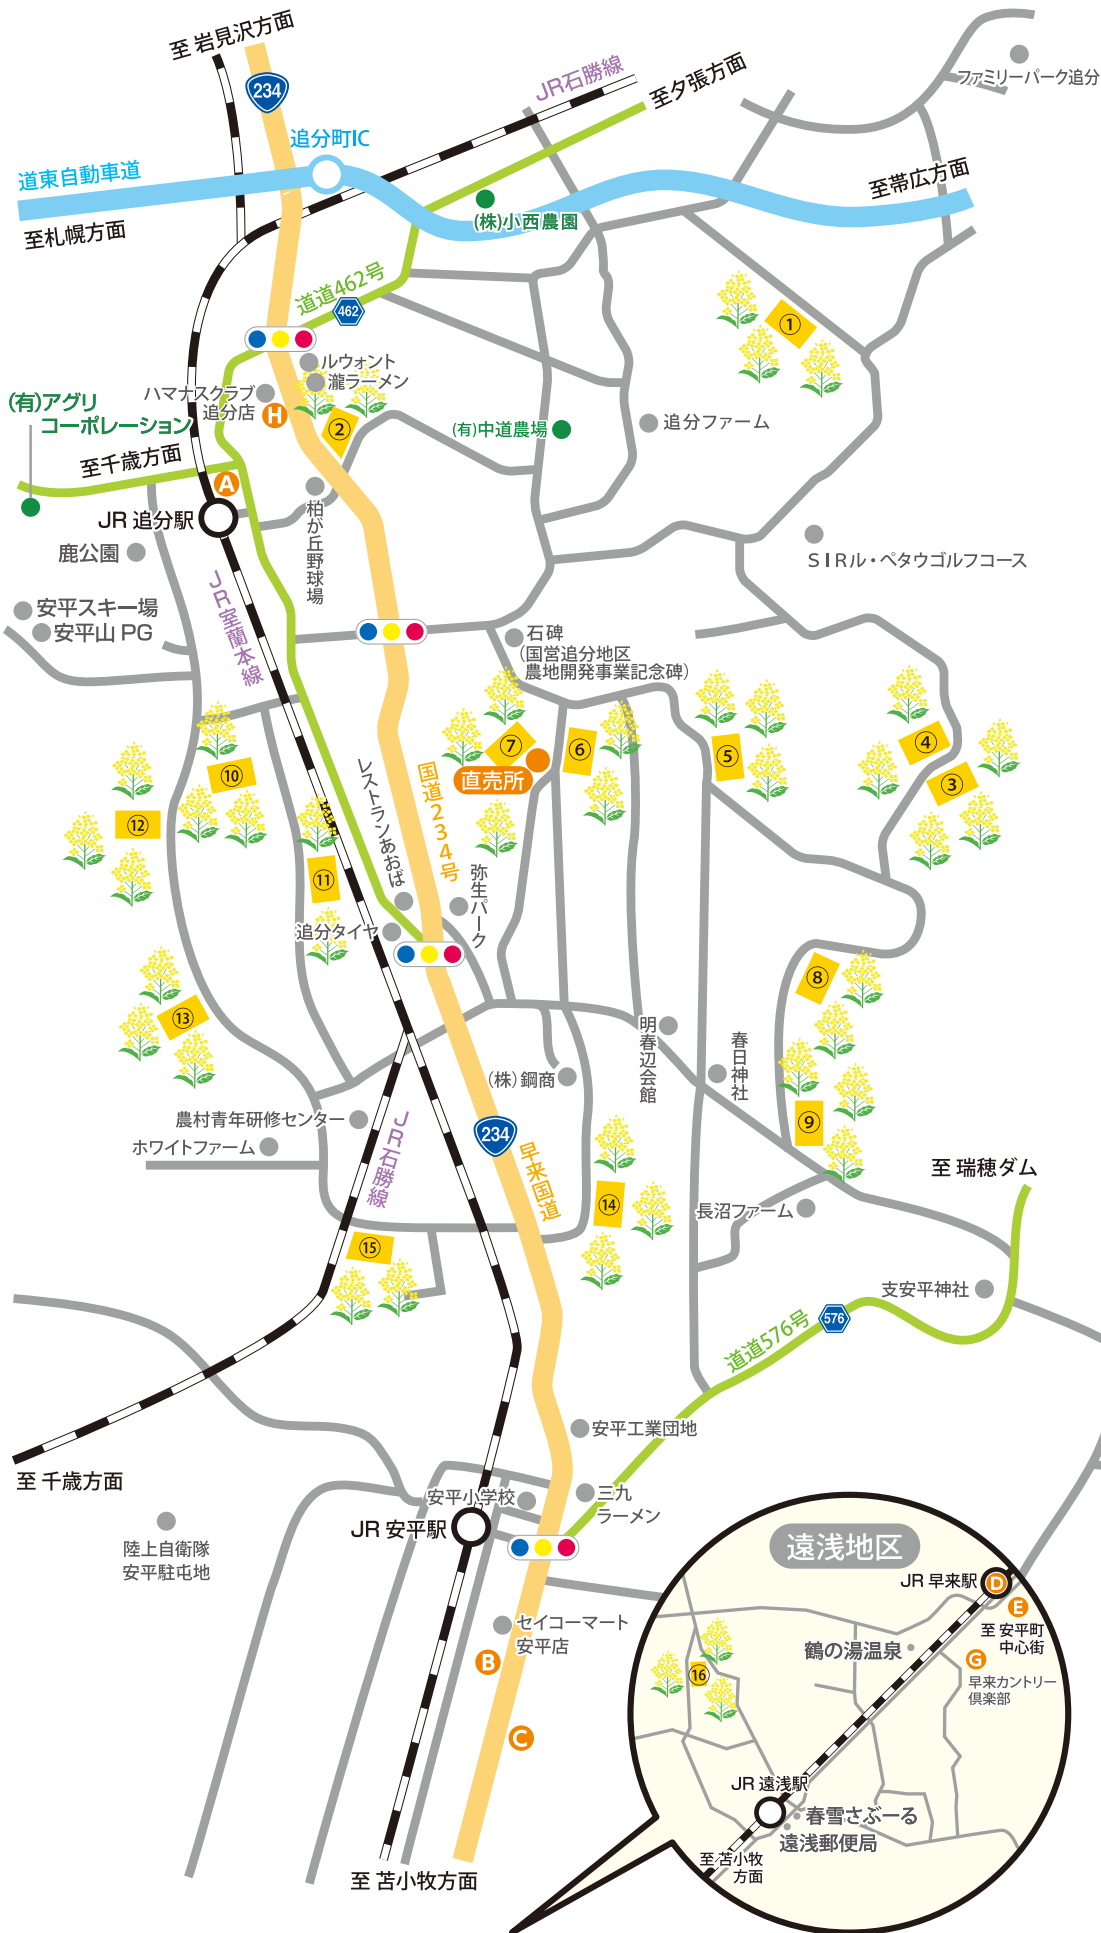 至 岩見沢方面
234
JR石勝線
至夕張方面
ファミリーパーク追分
追分町IC
道東自動車道
至札幌方面
至帯広方面
(株)小西農園
道道462号
462
①
ルウォント
瀧ラーメン
ハマナスクラブ
追分店
H
②
(有)アグリ
コーポレーション
(有)中道農場
追分ファーム
至千歳方面
A
JR 追分駅
柏が丘野球場
鹿公園
SIRル・ペタウゴルフコース
安平スキー場
安平山 PG
JR室蘭本線
石碑
(国営追分地区
農地開発事業記念碑)
⑦
直売所
⑥
⑤
④
③
⑩
⑫
⑪
レストランあおば
国道234号
弥生パーク
追分タイヤ
⑧
⑬
明春辺会館
春日神社
(株)鋼商
⑨
農村青年研修センター
ホワイトファーム
JR石勝線
234
早来国道
⑭
長沼ファーム
至 瑞穂ダム
⑮
支安平神社
道道576号
576
安平工業団地
至 千歳方面
安平小学校
三九
ラーメン
JR 安平駅
陸上自衛隊
安平駐屯地
セイコーマート
安平店
B
C
至 苫小牧方面
遠浅地区
JR 早来駅
D
E
至 安平町
中心街
鶴の湯温泉
G
早来カントリー
倶楽部
⑯
JR 遠浅駅
春雪さぶーる
遠浅郵便局
至 苫小牧
方面